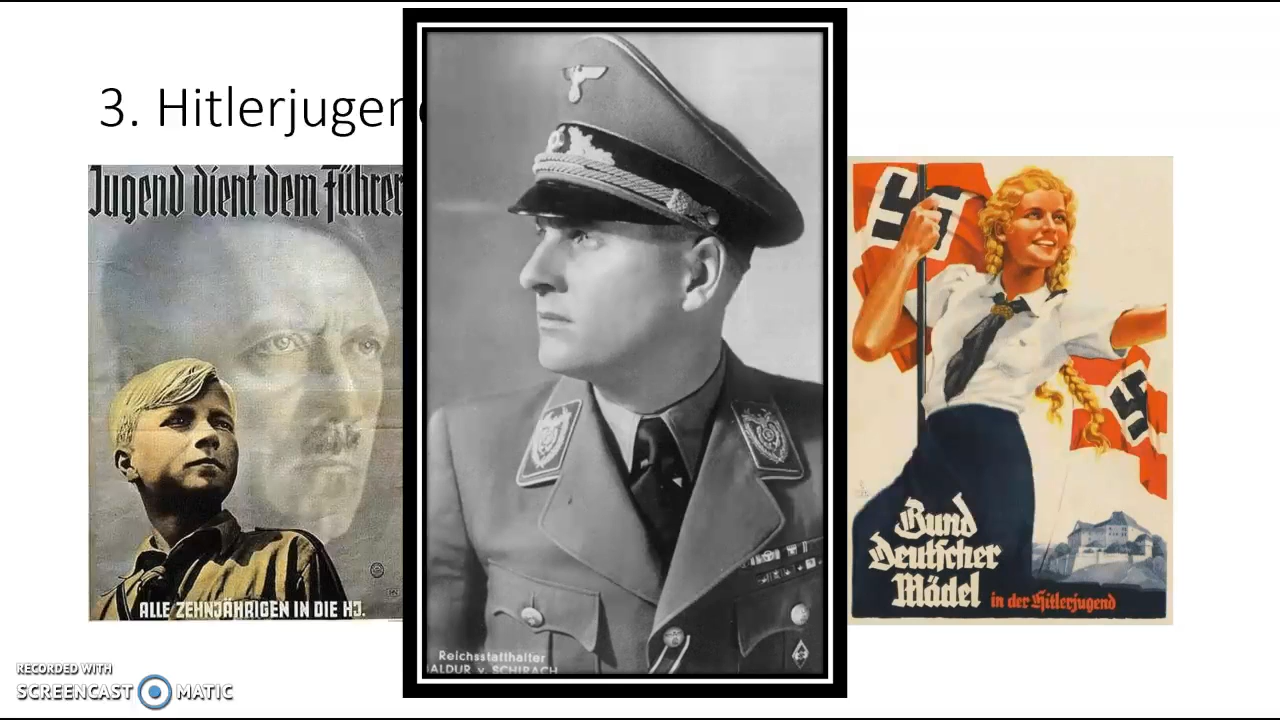 3. Hitlerjugen
Jugend dient dem Führer
ALLE ZEHNJÄHRIGEN IN DIE HJ.
Reichsstatthalter
ALDUR v. SCHIRACH
Bund
Deutscher
Mädel in der Hitlerjugend
RECORDED WITH
SCREENCAST MATIC